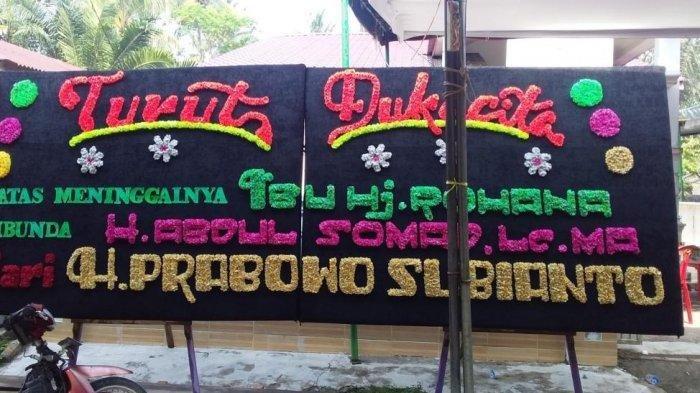 Turut Dukacita
ATAS MENINGGALNYA IBU Hj. ROHANA
IBUNDA H. ABDUL SOMAD, Lc. MA
Dari H. PRABOWO SUBIANTO